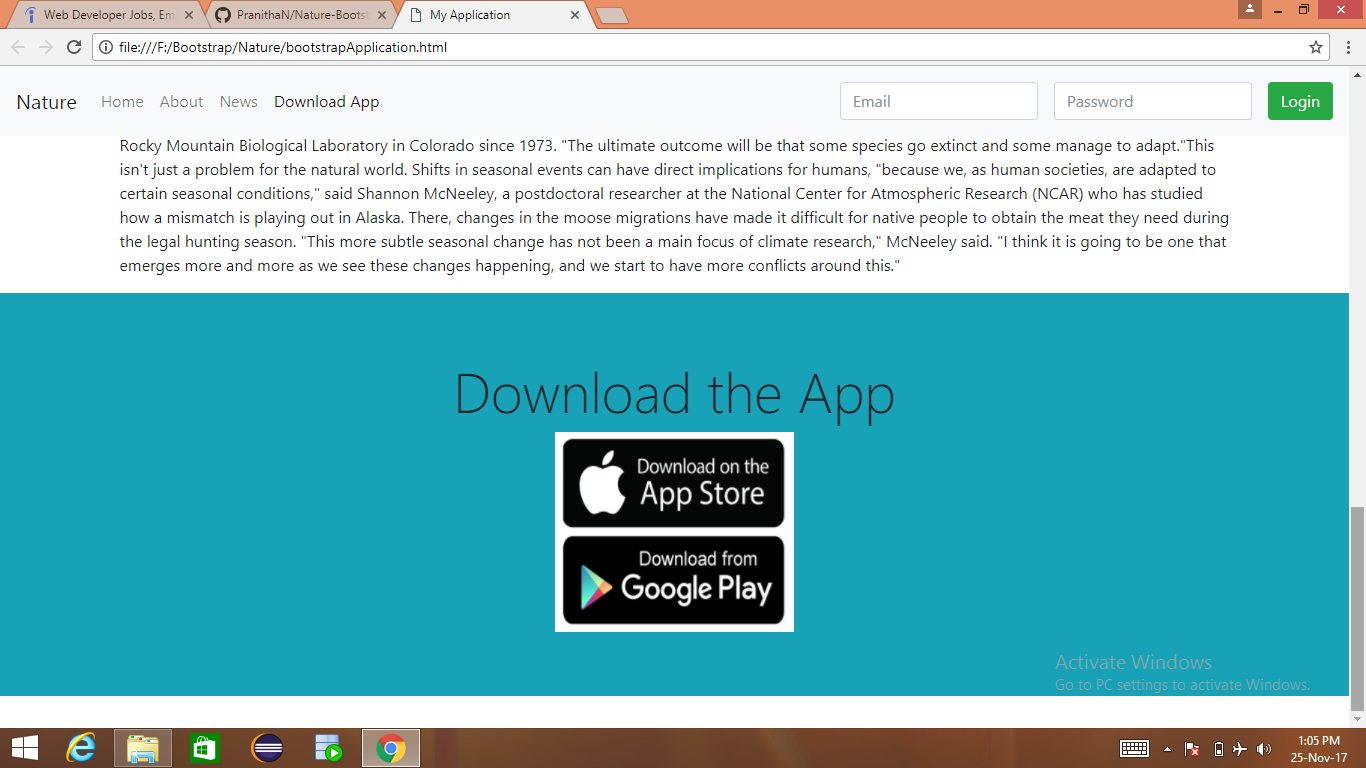 Web Developer Jobs, Em
PranithaN/Nature-Boots
My Application
file:///F:/Bootstrap/Nature/bootstrapApplication.html
Nature Home About News Download App Email Password Login
Rocky Mountain Biological Laboratory in Colorado since 1973. "The ultimate outcome will be that some species go extinct and some manage to adapt."This
isn't just a problem for the natural world. Shifts in seasonal events can have direct implications for humans, "because we, as human societies, are adapted to
certain seasonal conditions," said Shannon McNeeley, a postdoctoral researcher at the National Center for Atmospheric Research (NCAR) who has studied
how a mismatch is playing out in Alaska. There, changes in the moose migrations have made it difficult for native people to obtain the meat they need during
the legal hunting season. "This more subtle seasonal change has not been a main focus of climate research," McNeeley said. "I think it is going to be one that
emerges more and more as we see these changes happening, and we start to have more conflicts around this."
Download the App
Download on the
App Store
Download from
Google Play
Activate Windows
Go to PC settings to activate Windows.
1:05 PM
25-Nov-17